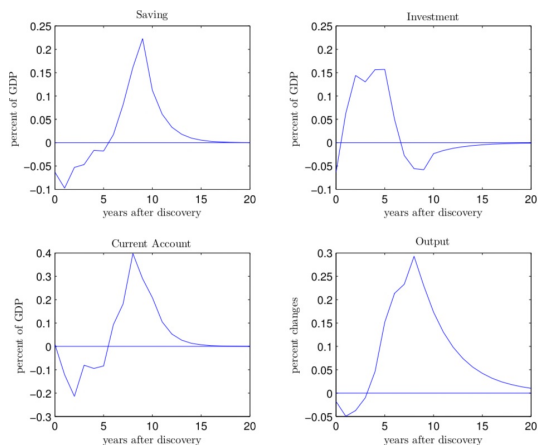 Saving
0.25
0.2
0.15
0.1
0.05
0
−0.05
−0.1
percent of GDP
0 5 10 15 20
years after discovery
Investment
0.25
0.2
0.15
0.1
0.05
0
−0.05
−0.1
percent of GDP
0 5 10 15 20
years after discovery
Current Account
0.4
0.3
0.2
0.1
0
−0.1
−0.2
−0.3
percent of GDP
0 5 10 15 20
years after discovery
Output
0.3
0.25
0.2
0.15
0.1
0.05
0
−0.05
percent changes
0 5 10 15 20
years after discovery